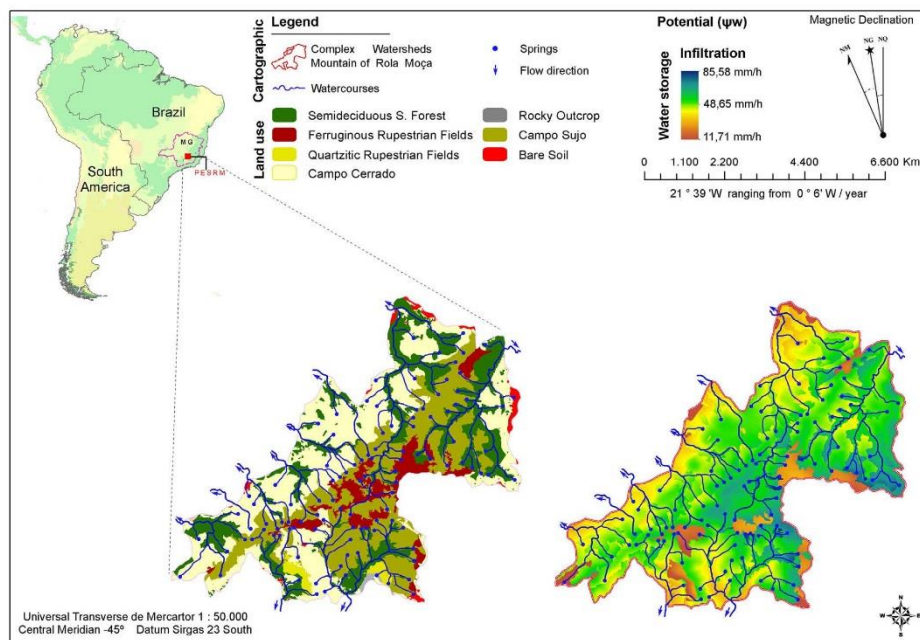 Legend
Cartographic
Complex Watersheds
Mountain of Rola Moça
Watercourses
Springs
Flow direction
Land use
Semideciduous S. Forest
Ferruginous Rupestrian Fields
Quartzitic Rupestrian Fields
Campo Cerrado
Rocky Outcrop
Campo Sujo
Bare Soil
Potential (ψw)
Water storage
Infiltration
85,58 mm/h
48,65 mm/h
11,71 mm/h
Magnetic Declination
NM
NG
NQ
0 1.100 2.200 4.400 6.600 Km
21 ° 39 'W ranging from 0 ° 6' W / year
Brazil
MG
PESRM
South
America
Universal Transverse de Mercartor 1 : 50.000
Central Meridian -45º Datum Sirgas 23 South
N
W E
S